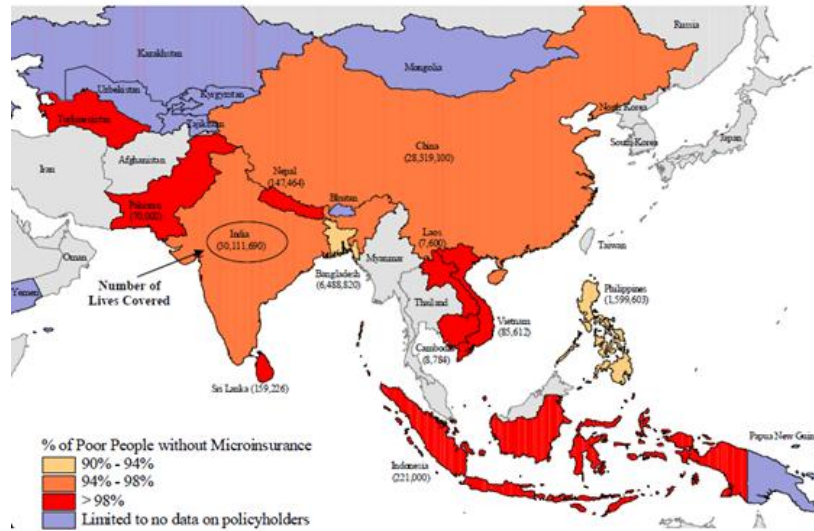 Russia
Kazakhstan
Mongolia
Uzbekistan
Kyrgyzstan
Turkmenistan
Tajikistan
North Korea
South Korea
Japan
China
(28,319,100)
Afghanistan
Iran
Nepal
(147,464)
Pakistan
(70,000)
Bhutan
India
(30,111,690)
Laos
(7,600)
Taiwan
Oman
Myanmar
Bangladesh
(6,488,820)
Number of
Lives Covered
Yemen
Thailand
Philippines
(1,599,603)
Vietnam
(85,612)
Cambodia
(8,784)
Sri Lanka (159,226)
Papua New Guin
Indonesia
(221,000)
% of Poor People without Microinsurance
90% - 94%
94% - 98%
> 98%
Limited to no data on policyholders